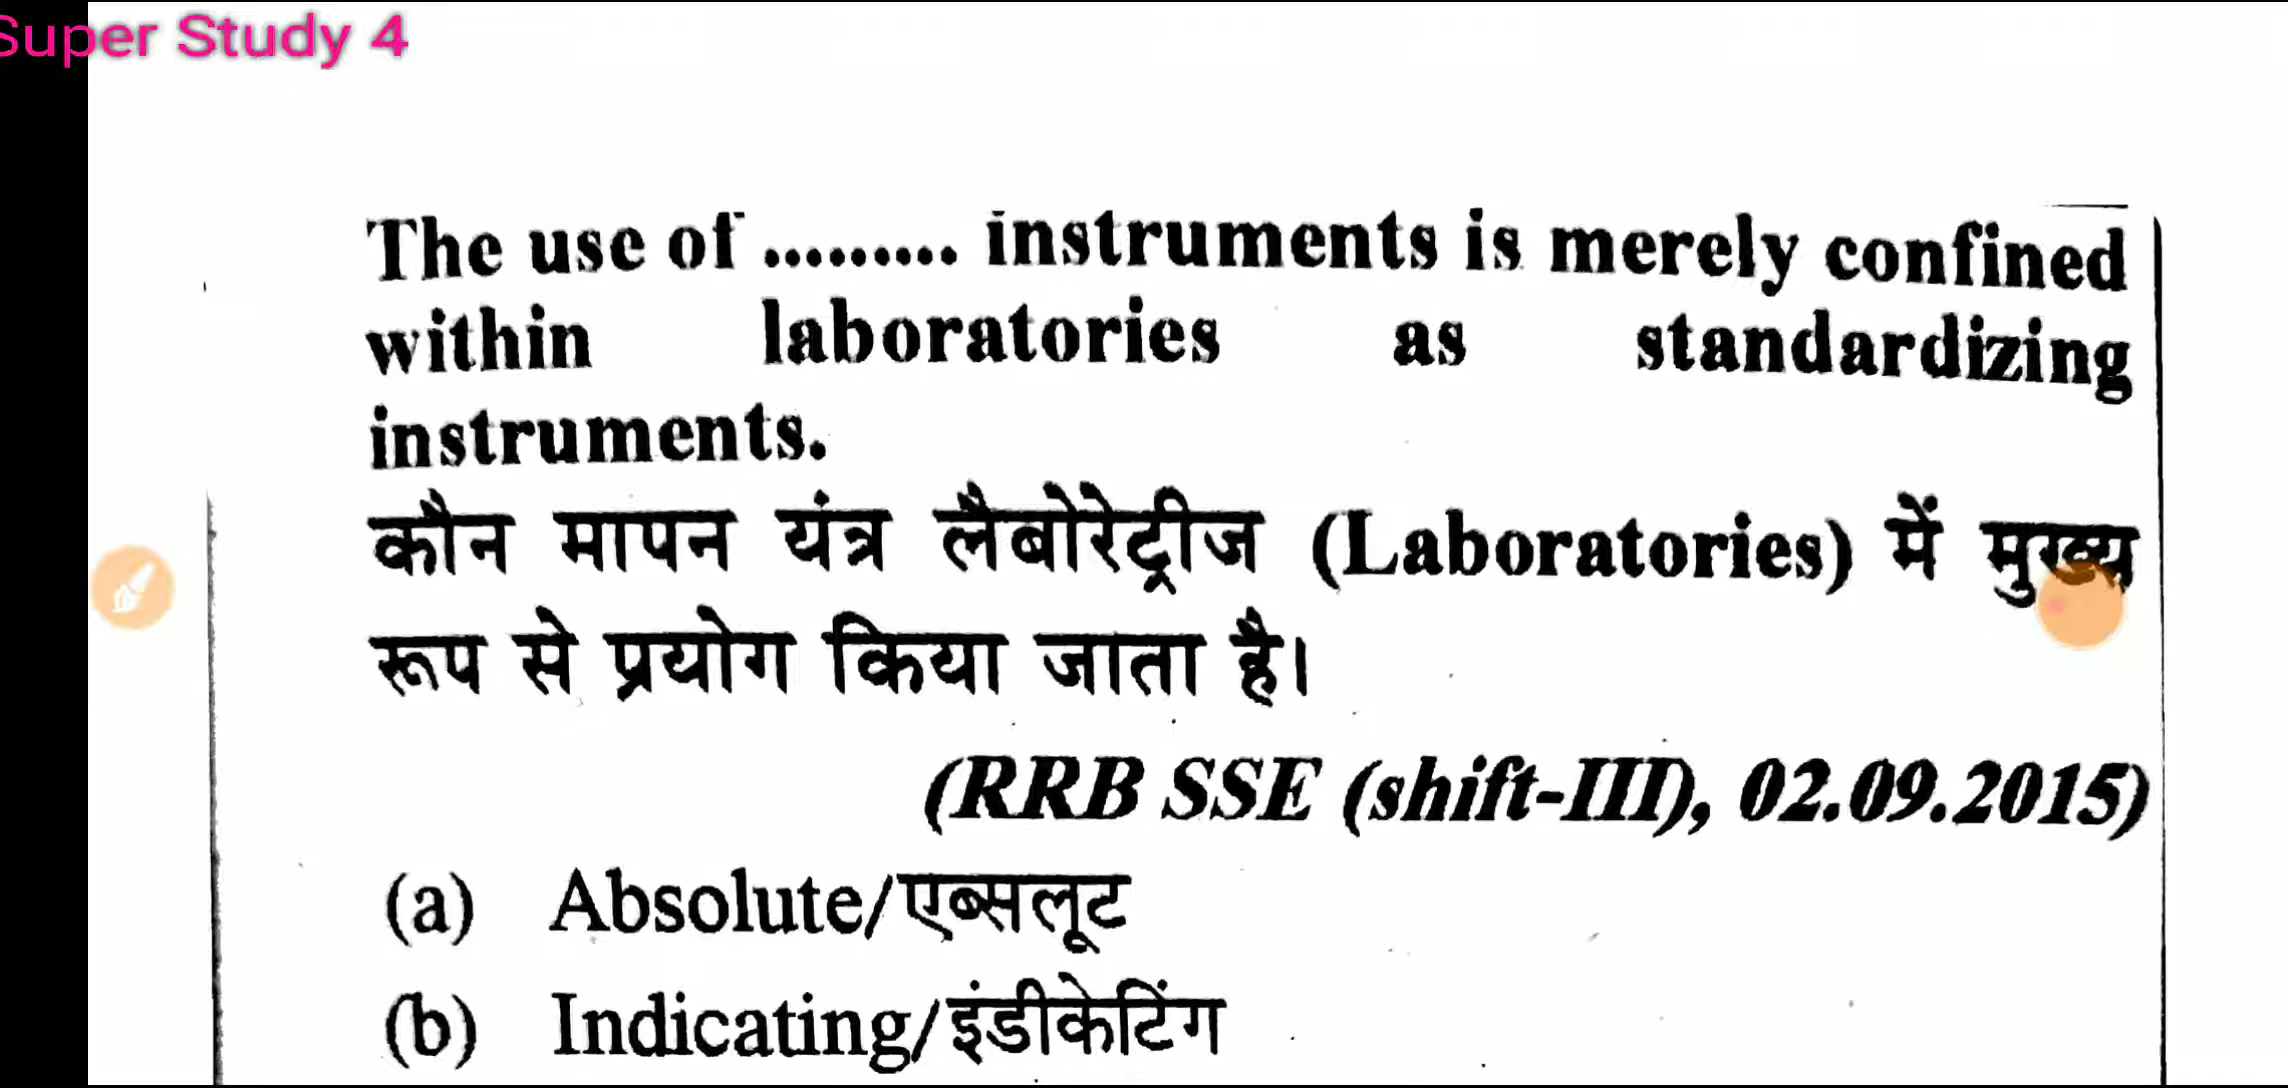 Super Study 4
The use of ......... instruments is merely confined
within laboratories as standardizing
instruments.
कौन मापन यंत्र लैबोरेट्रीज (Laboratories) में मुख्य
रूप से प्रयोग किया जाता है।
(RRB SSE (shift-III), 02.09.2015)
(a) Absolute/एब्सलूट
(b) Indicating/इंडीकेटिंग